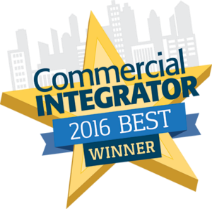 Commercial
INTEGRATOR
2016 BEST
WINNER